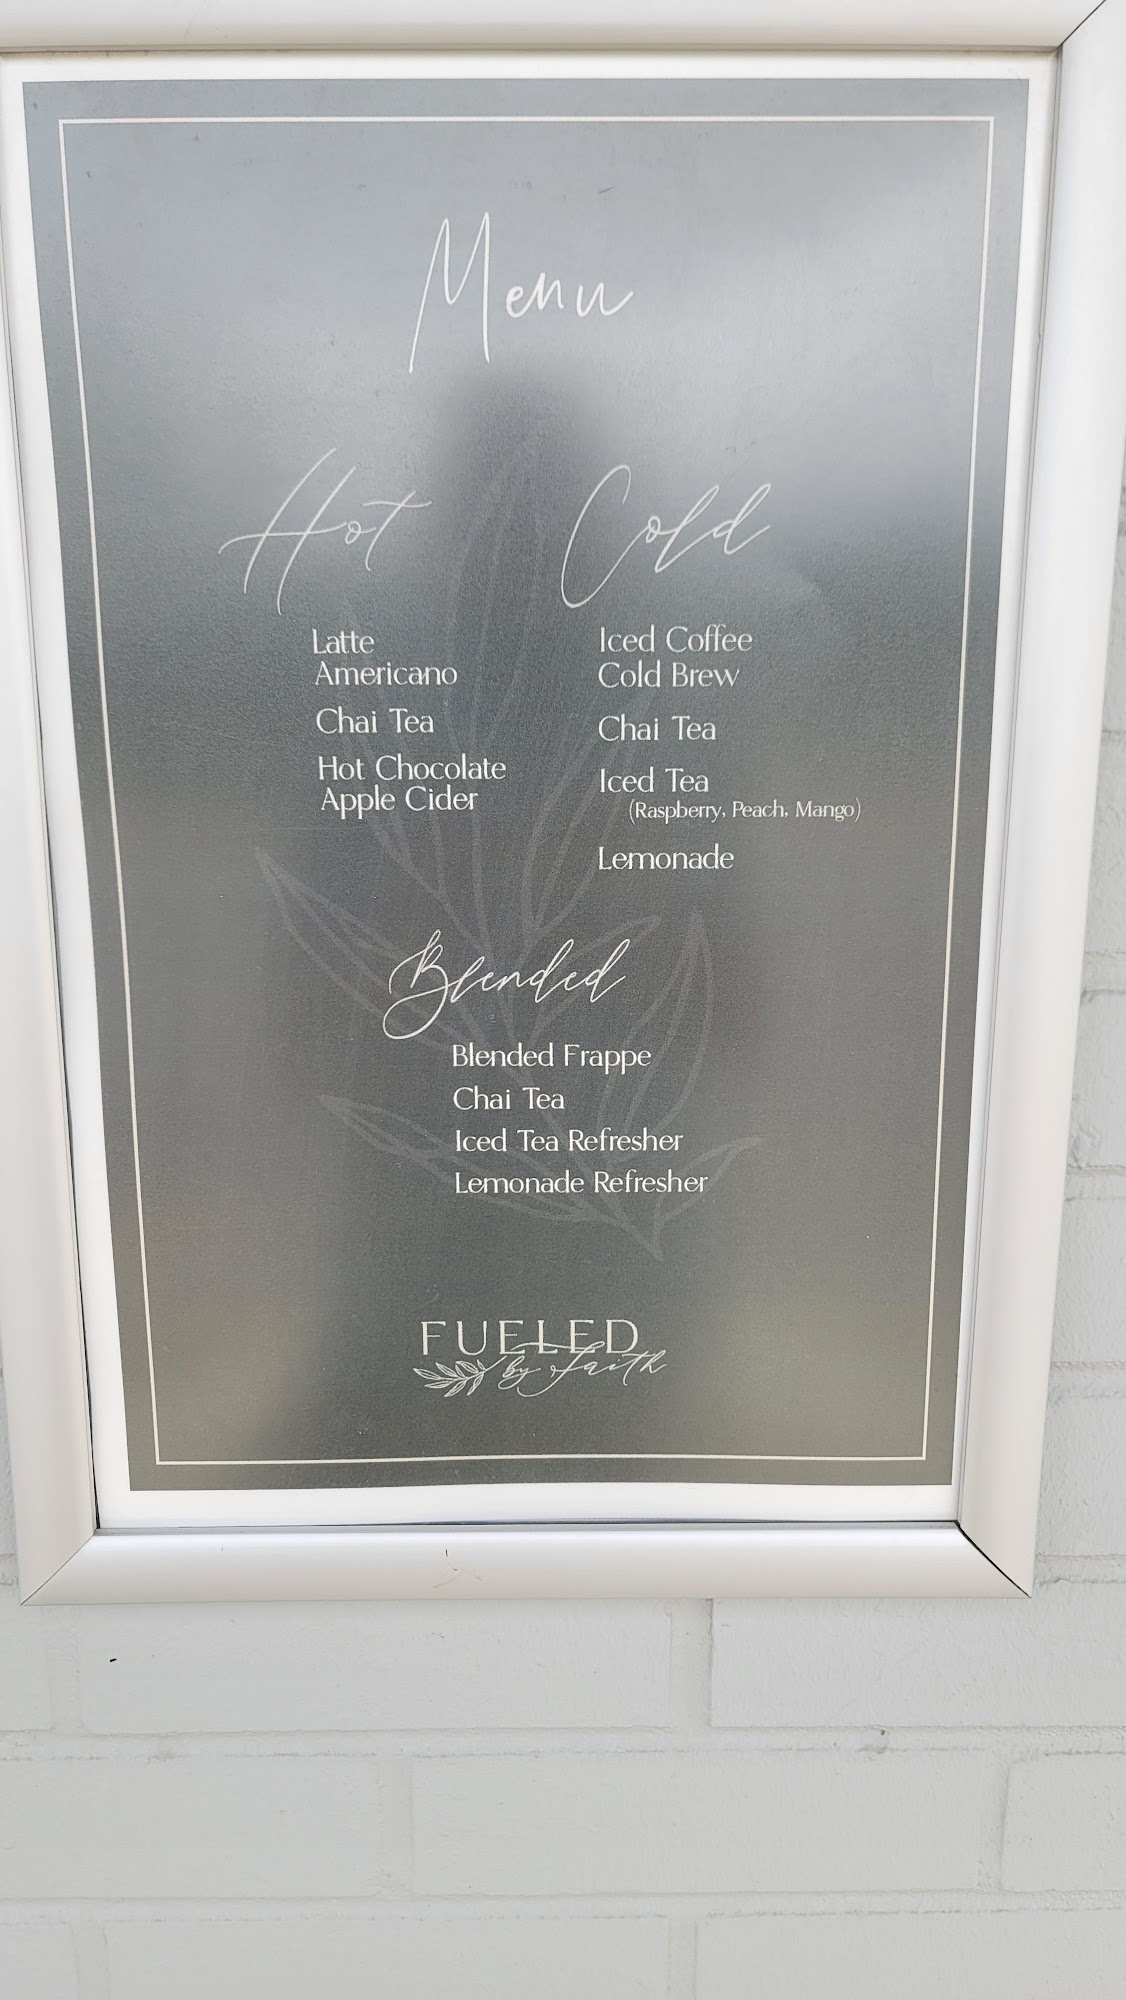 Menu
Hot
Latte
Americano
Chai Tea
Hot Chocolate
Apple Cider
Cold
Iced Coffee
Cold Brew
Chai Tea
Iced Tea
(Raspberry, Peach, Mango)
Lemonade
Blended
Blended Frappe
Chai Tea
Iced Tea Refresher
Lemonade Refresher
FUELED
by faith